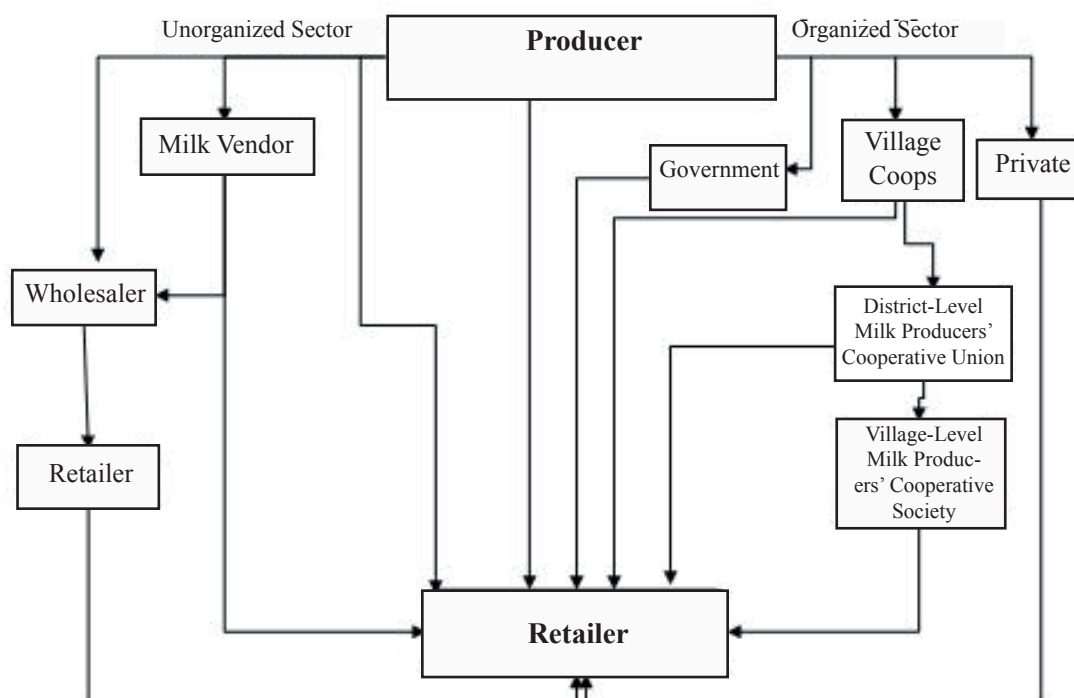 Unorganized Sector
Producer
Organized Sector
Milk Vendor
Government
Village
Coops
Private
Wholesaler
District-Level
Milk Producers’
Cooperative Union
Retailer
Village-Level
Milk Produc-
ers’ Cooperative
Society
Retailer